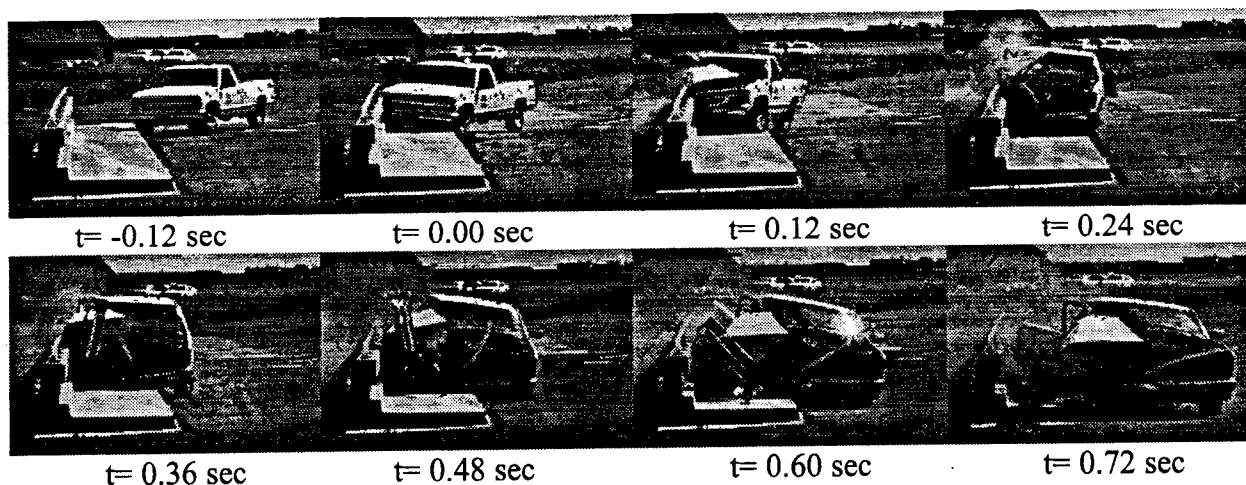 t= -0.12 sec
t= 0.00 sec
t= 0.12 sec
t= 0.24 sec
t= 0.36 sec
t= 0.48 sec
t= 0.60 sec
t= 0.72 sec